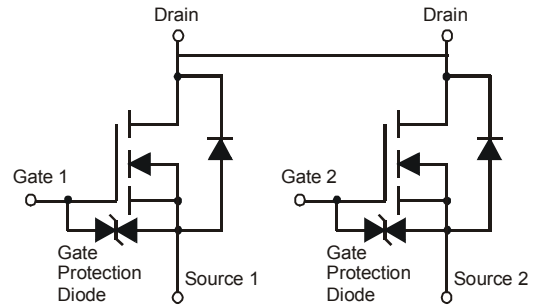 Drain
Drain
Gate 1
Gate 2
Gate
Protection
Diode
Source 1
Gate
Protection
Diode
Source 2